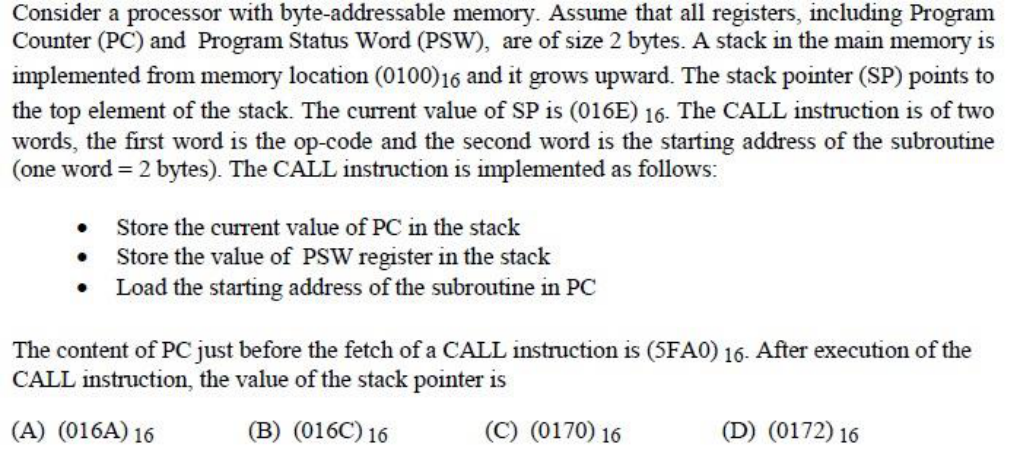 Consider a processor with byte-addressable memory. Assume that all registers, including Program
Counter (PC) and Program Status Word (PSW), are of size 2 bytes. A stack in the main memory is
implemented from memory location (0100)16 and it grows upward. The stack pointer (SP) points to
the top element of the stack. The current value of SP is (016E) 16. The CALL instruction is of two
words, the first word is the op-code and the second word is the starting address of the subroutine
(one word = 2 bytes). The CALL instruction is implemented as follows:
• Store the current value of PC in the stack
• Store the value of PSW register in the stack
• Load the starting address of the subroutine in PC
The content of PC just before the fetch of a CALL instruction is (5FA0) 16. After execution of the
CALL instruction, the value of the stack pointer is
(A) (016A) 16 (B) (016C) 16 (C) (0170) 16 (D) (0172) 16